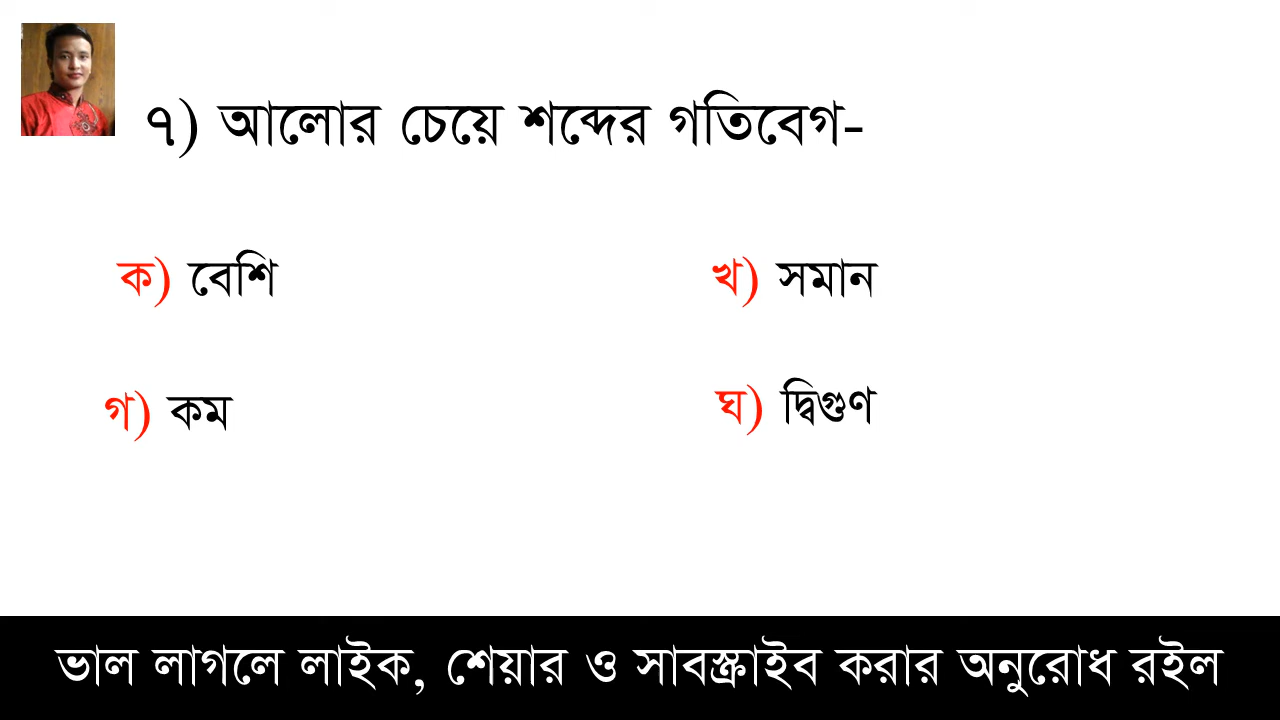 ৭) আলোর চেয়ে শব্দের গতিবেগ-
ক) বেশি
খ) সমান
গ) কম
ঘ) দ্বিগুণ
ভাল লাগলে লাইক, শেয়ার ও সাবস্ক্রাইব করার অনুরোধ রইল